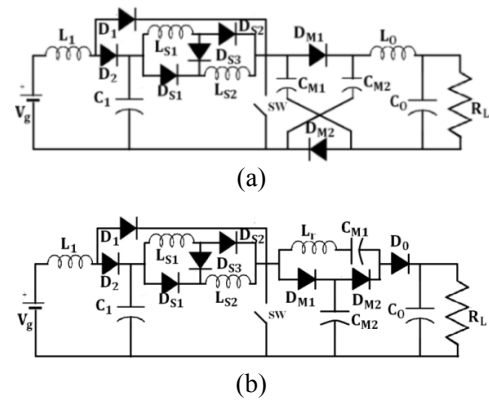 D1
LS1
DS2
DM1
LO
L1
D2
DS3
CM1
CM2
C1
DS1
LS2
SW
CO
RL
Vg
+
DM2
(a)
D1
LS1
DS2
Lr
CM1
D0
L1
D2
DS3
DM1
DM2
C1
DS1
LS2
SW
CM2
CO
RL
Vg
+
(b)